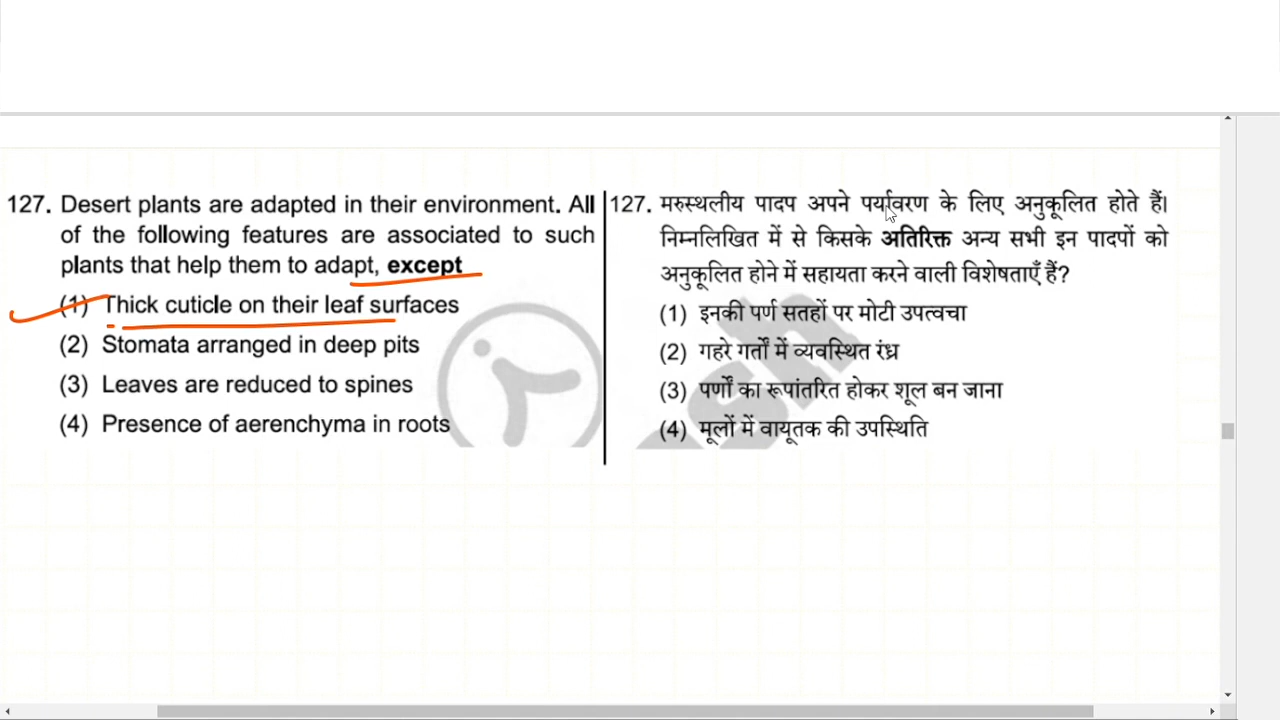 127. Desert plants are adapted in their environment. All
of the following features are associated to such
plants that help them to adapt, except
(1) Thick cuticle on their leaf surfaces
(2) Stomata arranged in deep pits
(3) Leaves are reduced to spines
(4) Presence of aerenchyma in roots
127. मरुस्थलीय पादप अपने पर्यावरण के लिए अनुकूलित होते हैं।
निम्नलिखित में से किसके अतिरिक्त अन्य सभी इन पादपों को
अनुकूलित होने में सहायता करने वाली विशेषताएँ हैं?
(1) इनकी पर्ण सतहों पर मोटी उपत्वचा
(2) गहरे गर्तों में व्यवस्थित रंध्र
(3) पर्णों का रूपांतरित होकर शूल बन जाना
(4) मूलों में वायूतक की उपस्थिति